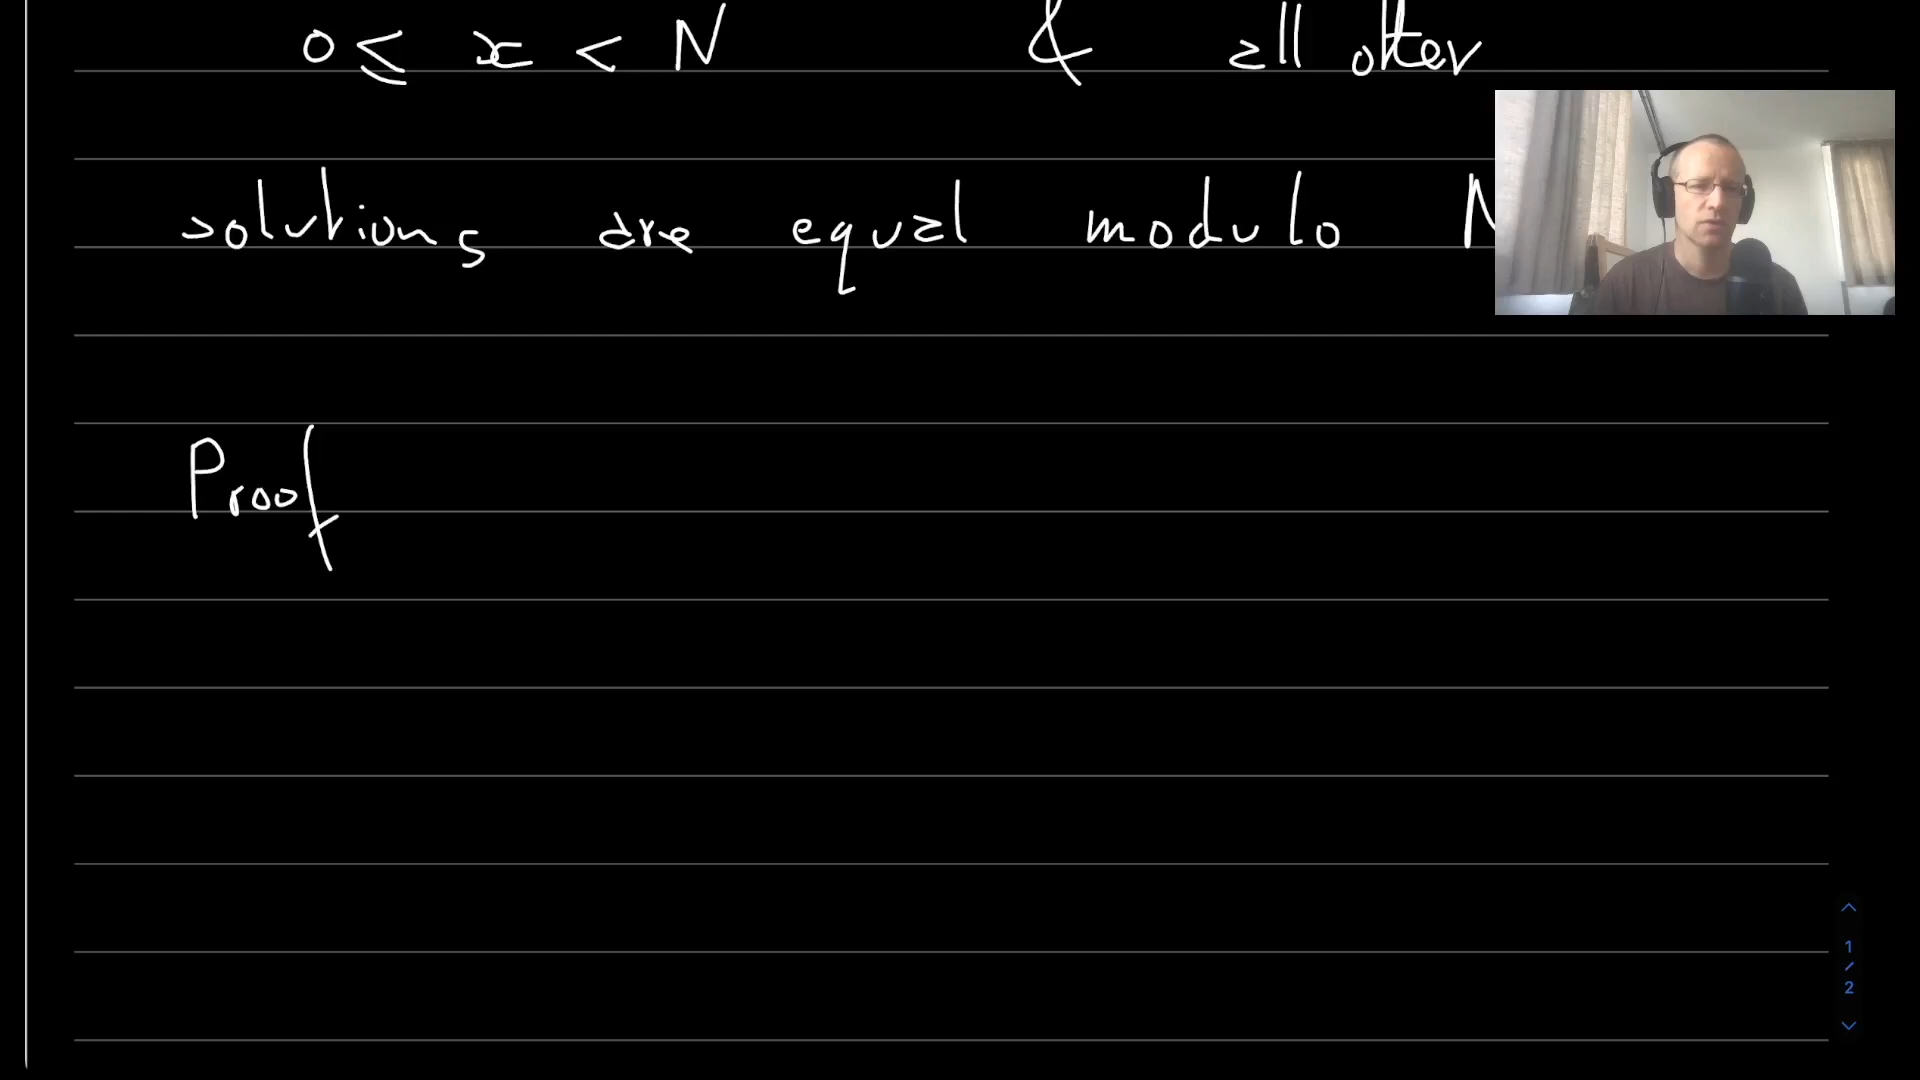 0 ≤ x < N & all other
solutions are equal modulo N
Proof
1
/
2